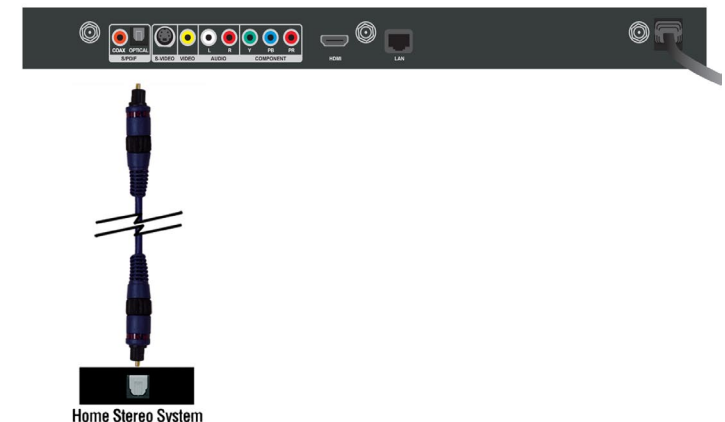 COAX OPTICAL
S/PDIF S-VIDEO VIDEO L AUDIO R Y PB COMPONENT PR
HDMI
LAN
Home Stereo System